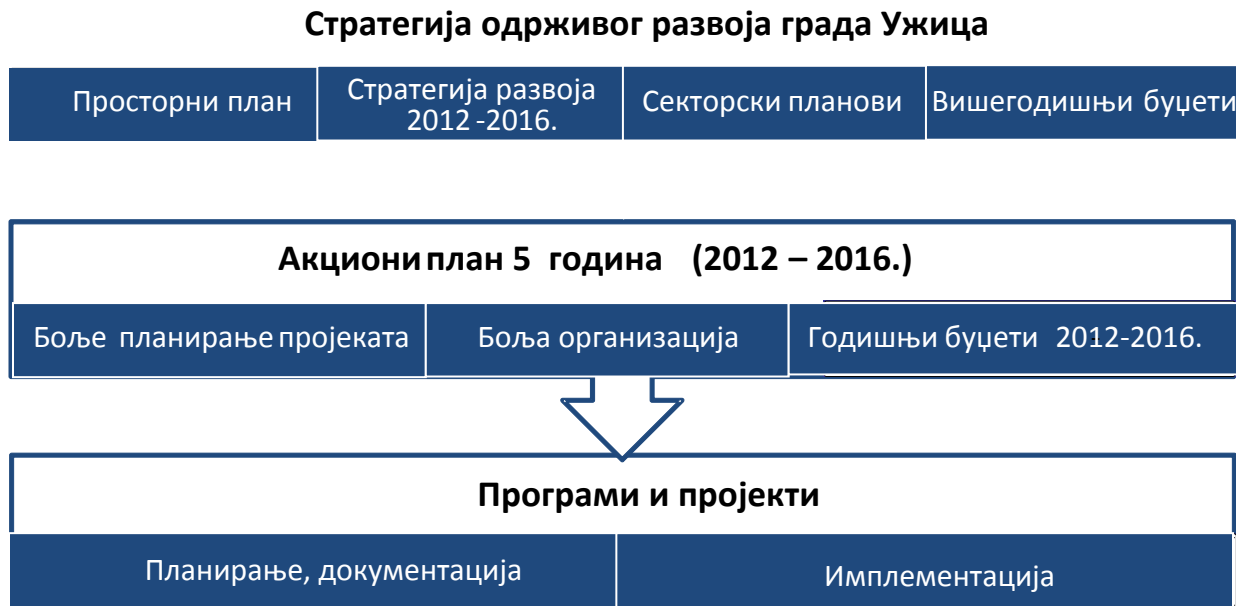 Стратегија одрживог развоја града Ужица
Просторни план
Стратегија развоја
2012 -2016.
Секторски планови
Вишегодишњи буџети
Акциони план 5 година (2012 – 2016.)
Боље планирање пројеката
Боља организација
Годишњи буџети 2012-2016.
Програми и пројекти
Планирање, документација
Имплементација